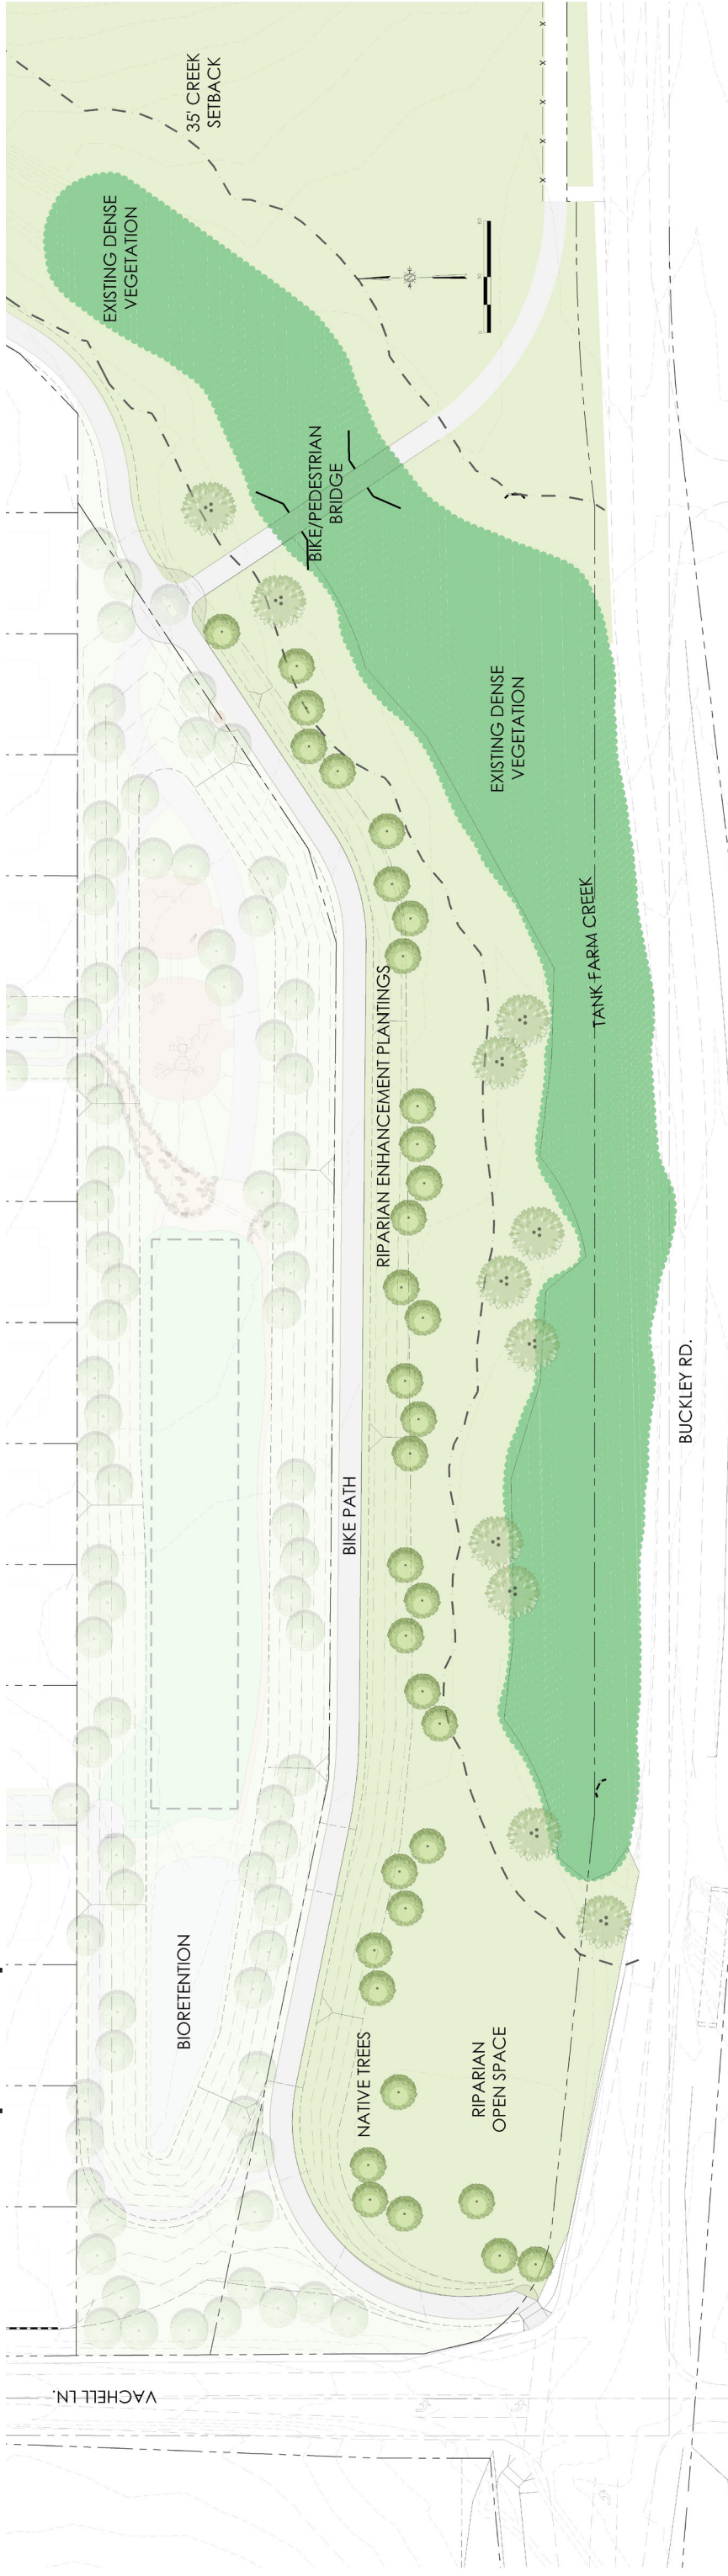 35' CREEK
SETBACK
EXISTING DENSE
VEGETATION
BIKE/PEDESTRIAN
BRIDGE
EXISTING DENSE
VEGETATION
TANK FARM CREEK
RIPARIAN ENHANCEMENT PLANTINGS
BUCKLEY RD.
BIKE PATH
BIORETENTION
NATIVE TREES
RIPARIAN
OPEN SPACE
VACHELL LN.